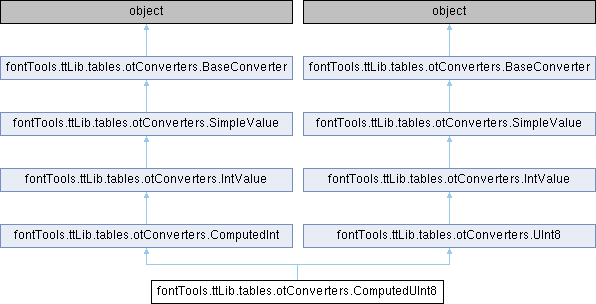 object
object
fontTools.ttLib.tables.otConverters.BaseConverter
fontTools.ttLib.tables.otConverters.BaseConverter
fontTools.ttLib.tables.otConverters.SimpleValue
fontTools.ttLib.tables.otConverters.SimpleValue
fontTools.ttLib.tables.otConverters.IntValue
fontTools.ttLib.tables.otConverters.IntValue
fontTools.ttLib.tables.otConverters.ComputedInt
fontTools.ttLib.tables.otConverters.UInt8
fontTools.ttLib.tables.otConverters.ComputedUInt8